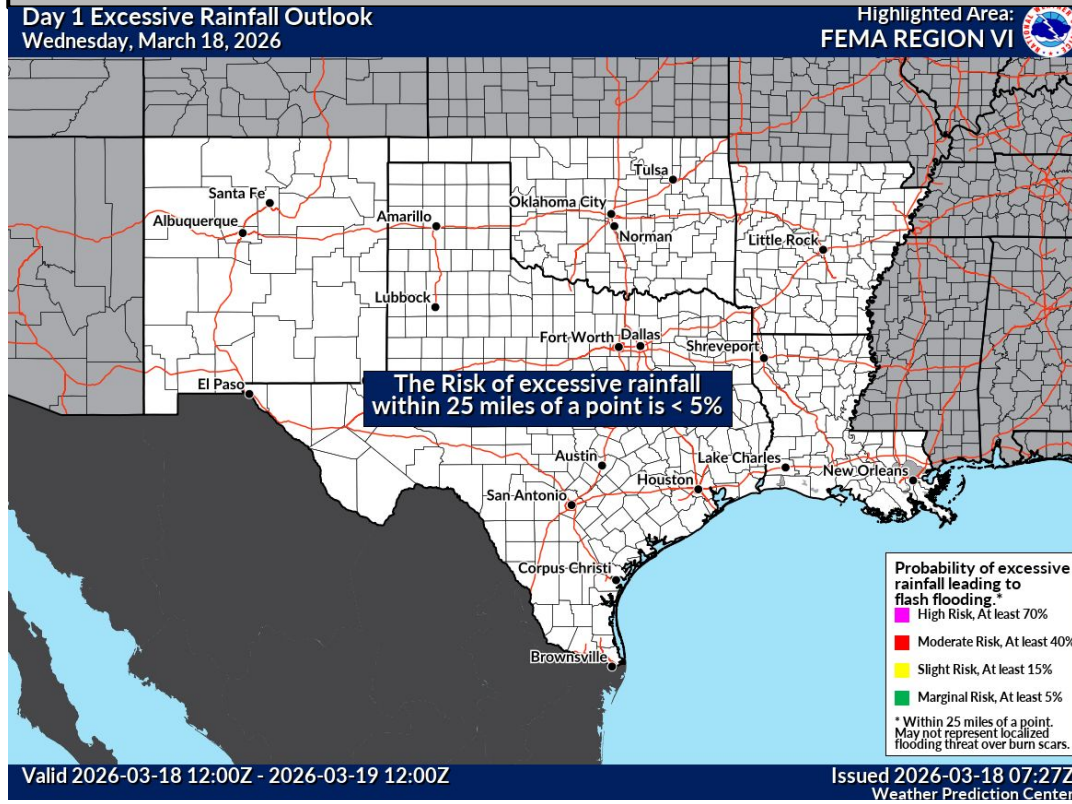 Day 1 Excessive Rainfall Outlook
Wednesday, March 18, 2026
Highlighted Area:
FEMA REGION VI
Santa Fe
Albuquerque
Amarillo
Tulsa
Oklahoma City
Norman
Little Rock
Lubbock
Fort Worth
Dallas
Shreveport
El Paso
The Risk of excessive rainfall
within 25 miles of a point is < 5%
Austin
Lake Charles
Houston
New Orleans
San Antonio
Corpus Christi
Brownsville
Probability of excessive
rainfall leading to
flash flooding.*
High Risk, At least 70%
Moderate Risk, At least 40%
Slight Risk, At least 15%
Marginal Risk, At least 5%
* Within 25 miles of a point.
May not represent localized
flooding threat over burn scars.
Valid 2026-03-18 12:00Z - 2026-03-19 12:00Z
Issued 2026-03-18 07:27Z
Weather Prediction Center